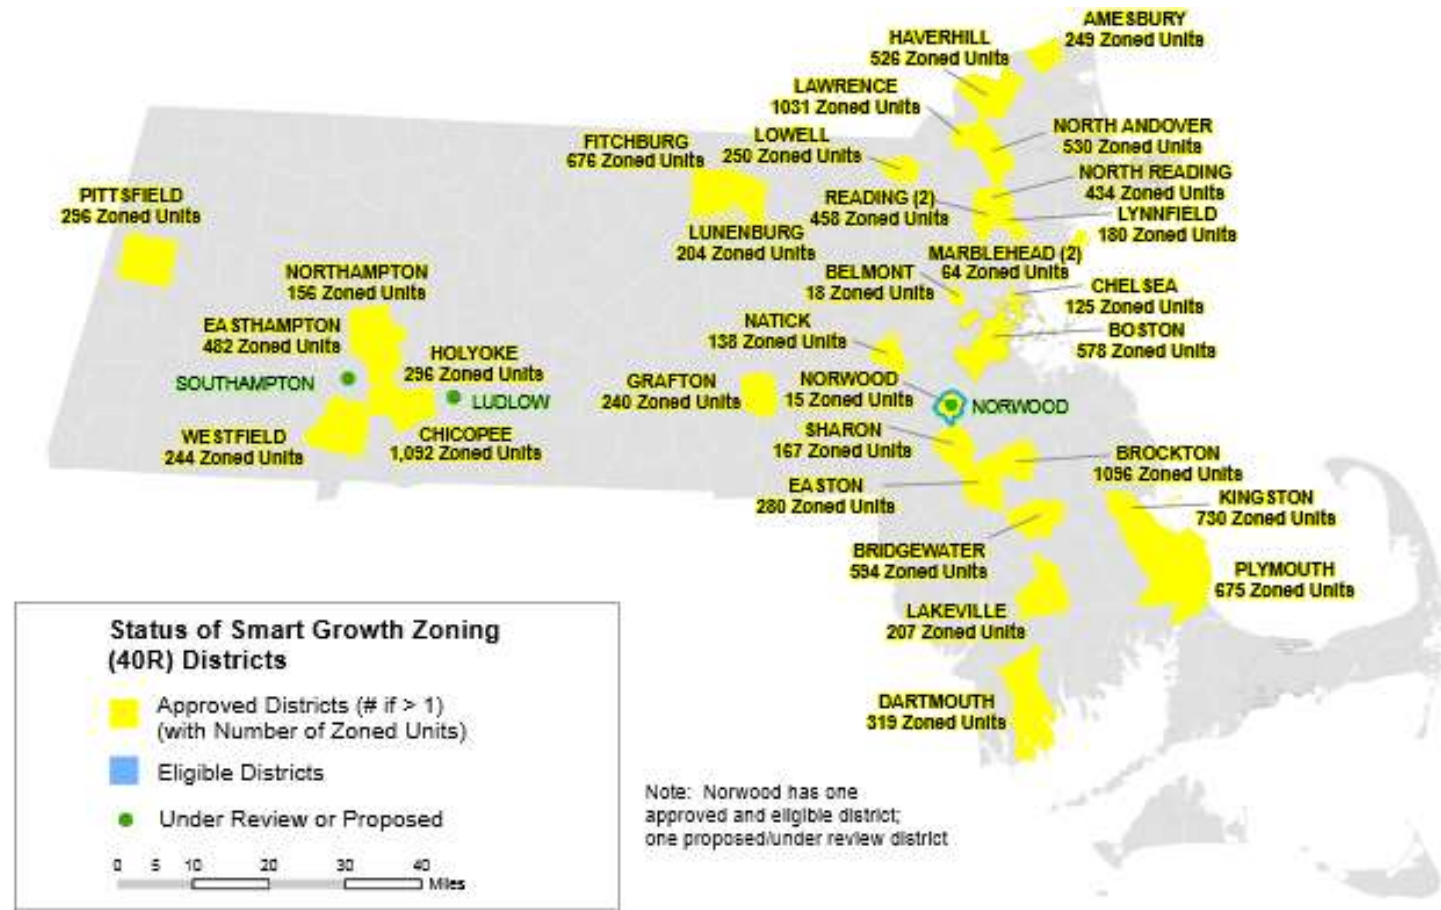 AMESBURY
249 Zoned Units
HAVERHILL
526 Zoned Units
LAWRENCE
1031 Zoned Units
NORTH ANDOVER
530 Zoned Units
LOWELL
250 Zoned Units
FITCHBURG
676 Zoned Units
NORTH READING
434 Zoned Units
PITTSFIELD
296 Zoned Units
READING (2)
458 Zoned Units
LYNNFIELD
180 Zoned Units
LUNENBURG
204 Zoned Units
MARBLEHEAD (2)
64 Zoned Units
NORTHAMPTON
156 Zoned Units
BELMONT
18 Zoned Units
CHELSEA
125 Zoned Units
EASTHAMPTON
482 Zoned Units
NATICK
138 Zoned Units
BOSTON
578 Zoned Units
HOLYOKE
296 Zoned Units
SOUTHAMPTON
GRAFTON
240 Zoned Units
NORWOOD
15 Zoned Units
LUDLOW
NORWOOD
WESTFIELD
244 Zoned Units
CHICOPEE
1,092 Zoned Units
SHARON
167 Zoned Units
BROCKTON
1096 Zoned Units
EASTON
280 Zoned Units
KINGSTON
730 Zoned Units
BRIDGEWATER
594 Zoned Units
PLYMOUTH
675 Zoned Units
LAKEVILLE
207 Zoned Units
DARTMOUTH
319 Zoned Units
Status of Smart Growth Zoning
(40R) Districts
Approved Districts (# if > 1)
(with Number of Zoned Units)
Eligible Districts
Under Review or Proposed
0 5 10 20 30 40
Miles
Note: Norwood has one
approved and eligible district;
one proposed/under review district